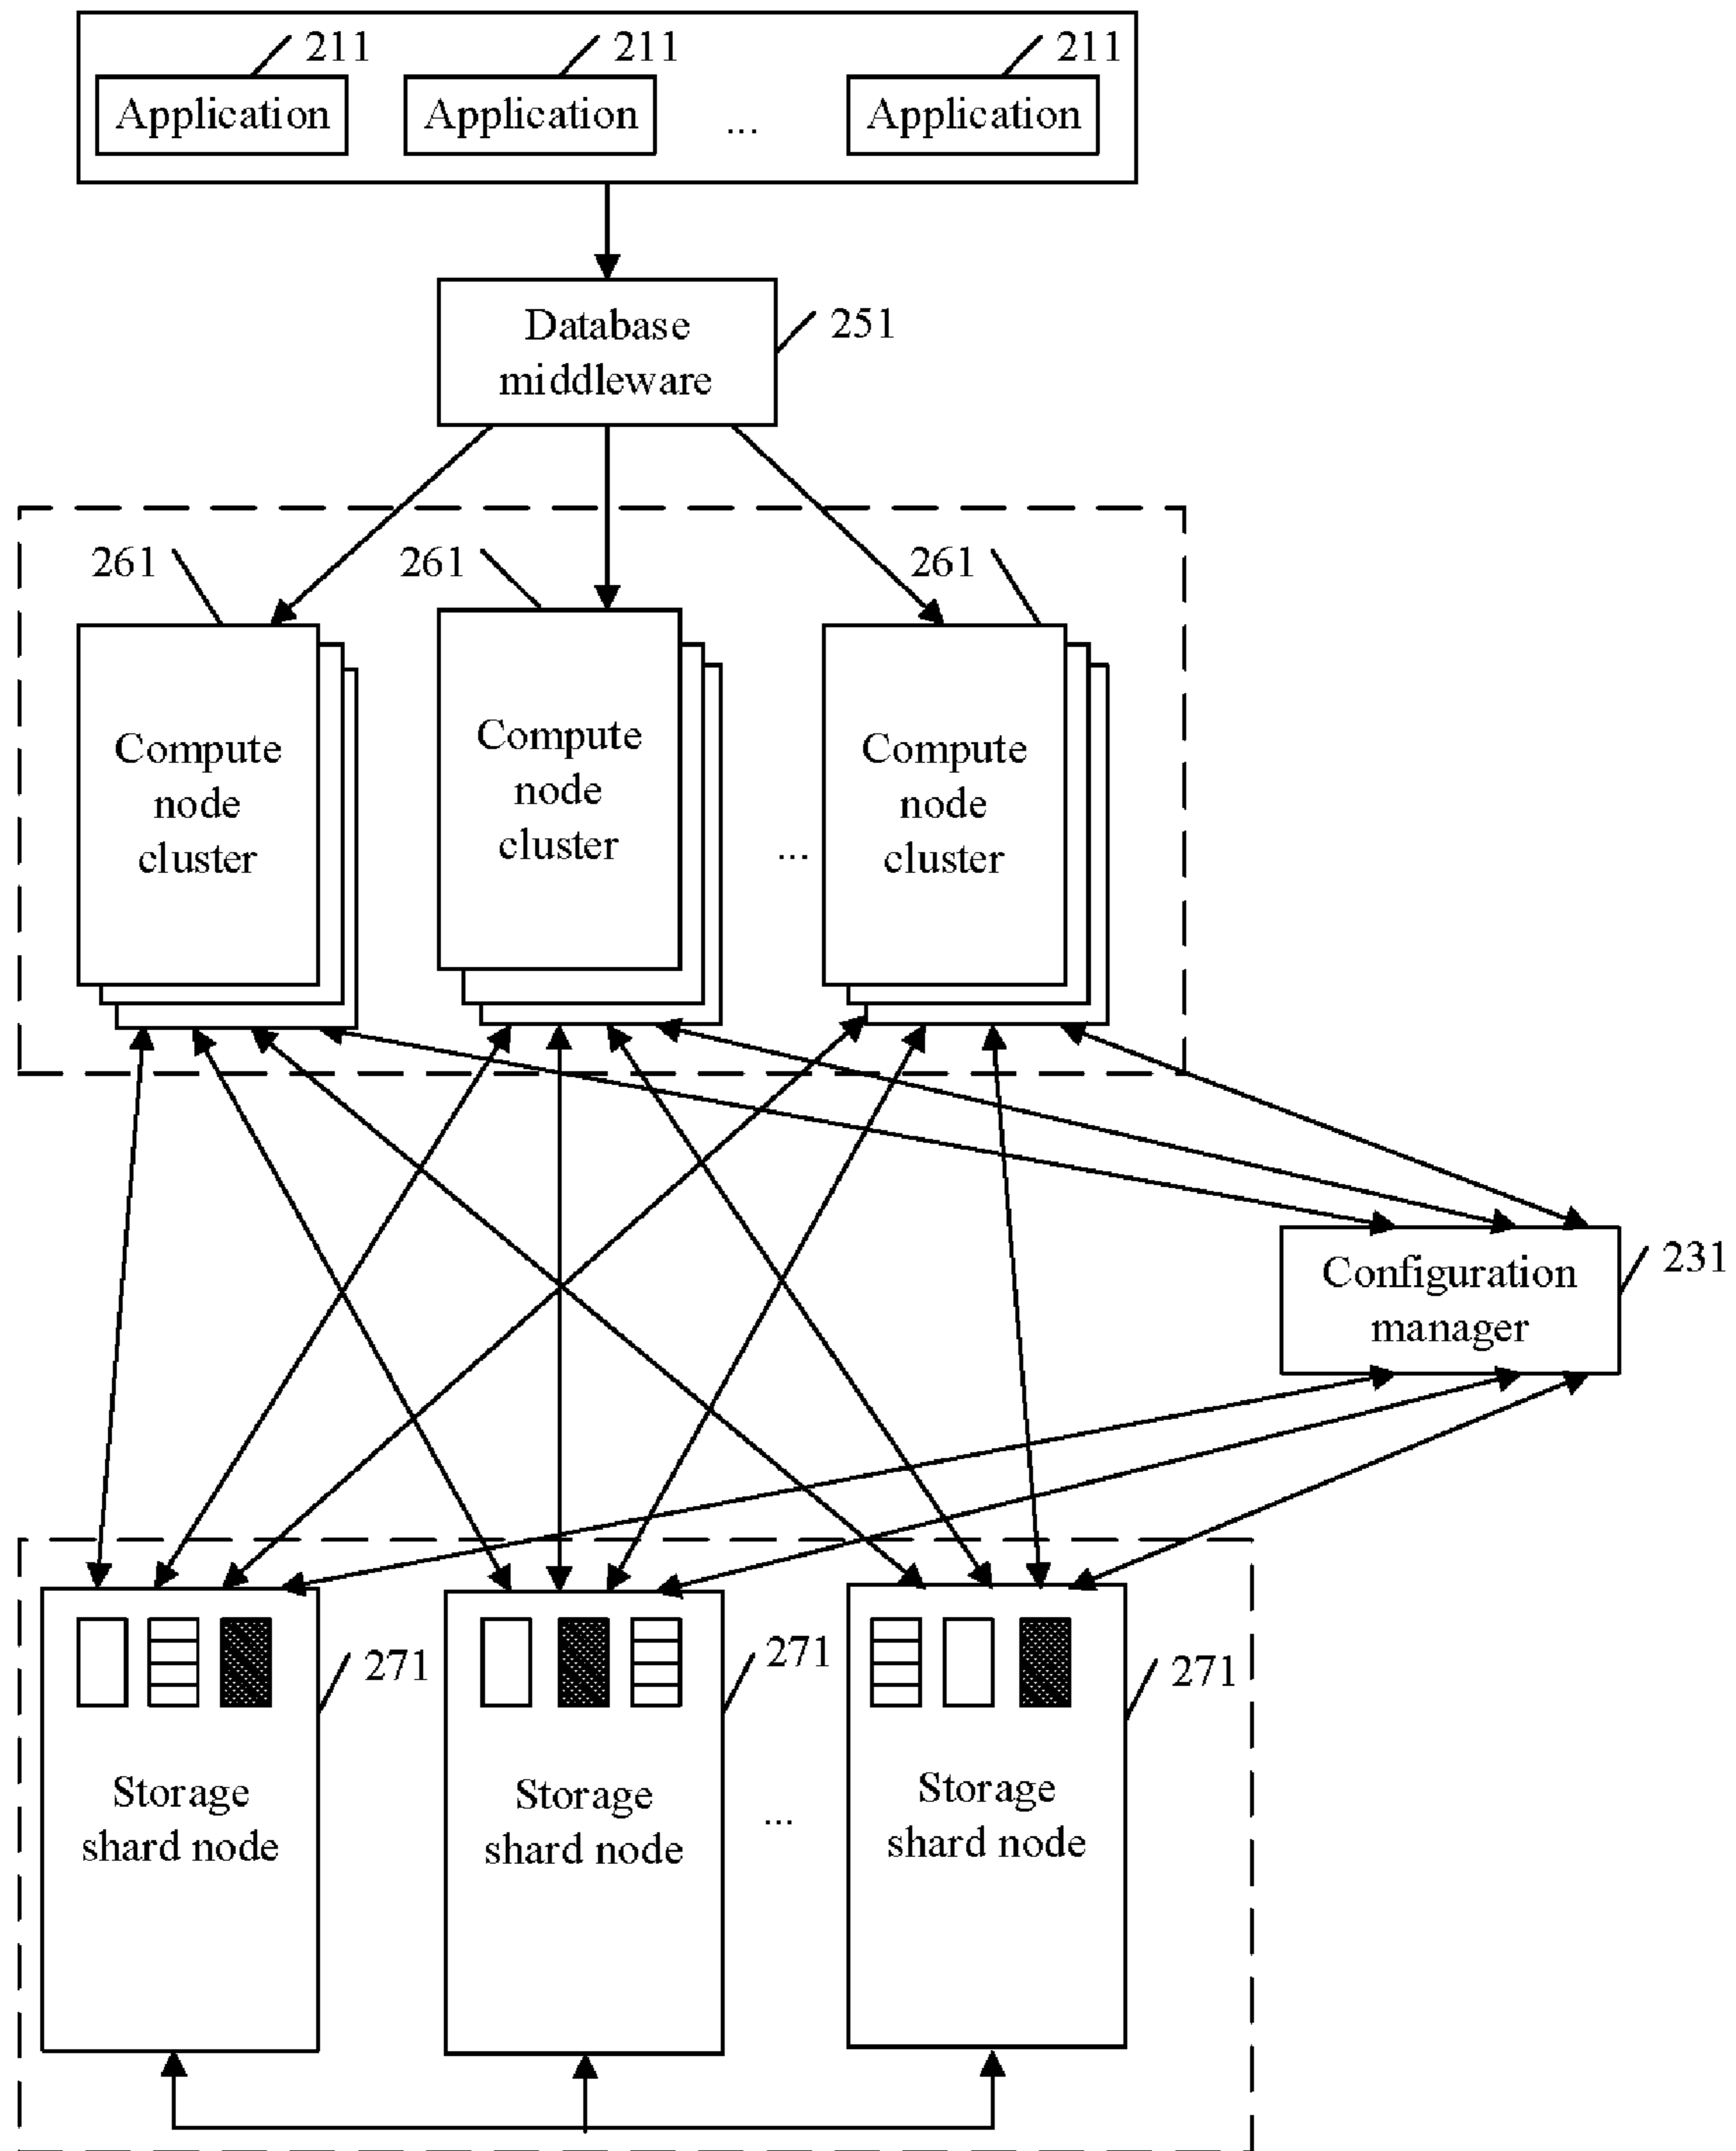 211 211 211
Application Application ... Application
Database
middleware
251
261 261 261
Compute
node
cluster
Compute
node
cluster
...
Compute
node
cluster
Configuration
manager
231
271 271 271
Storage
shard node
Storage
shard node
...
Storage
shard node